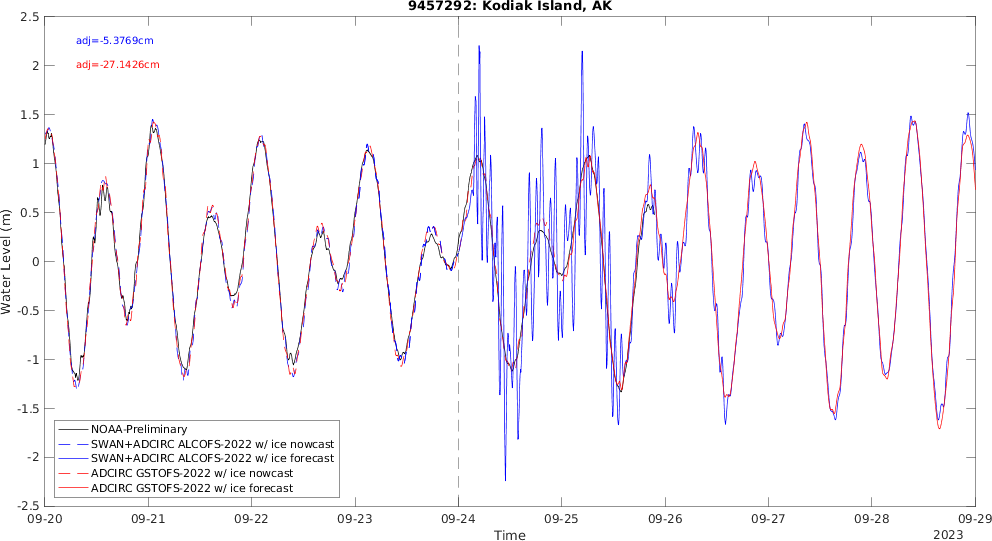 9457292: Kodiak Island, AK
adj=-5.3769cm
adj=-27.1426cm
Water Level (m)
2.5
2
1.5
1
0.5
0
-0.5
-1
-1.5
-2
-2.5
NOAA-Preliminary
SWAN+ADCIRC ALCOFS-2022 w/ ice nowcast
SWAN+ADCIRC ALCOFS-2022 w/ ice forecast
ADCIRC GSTOFS-2022 w/ ice nowcast
ADCIRC GSTOFS-2022 w/ ice forecast
09-20 09-21 09-22 09-23 09-24 09-25 09-26 09-27 09-28 09-29
Time
2023